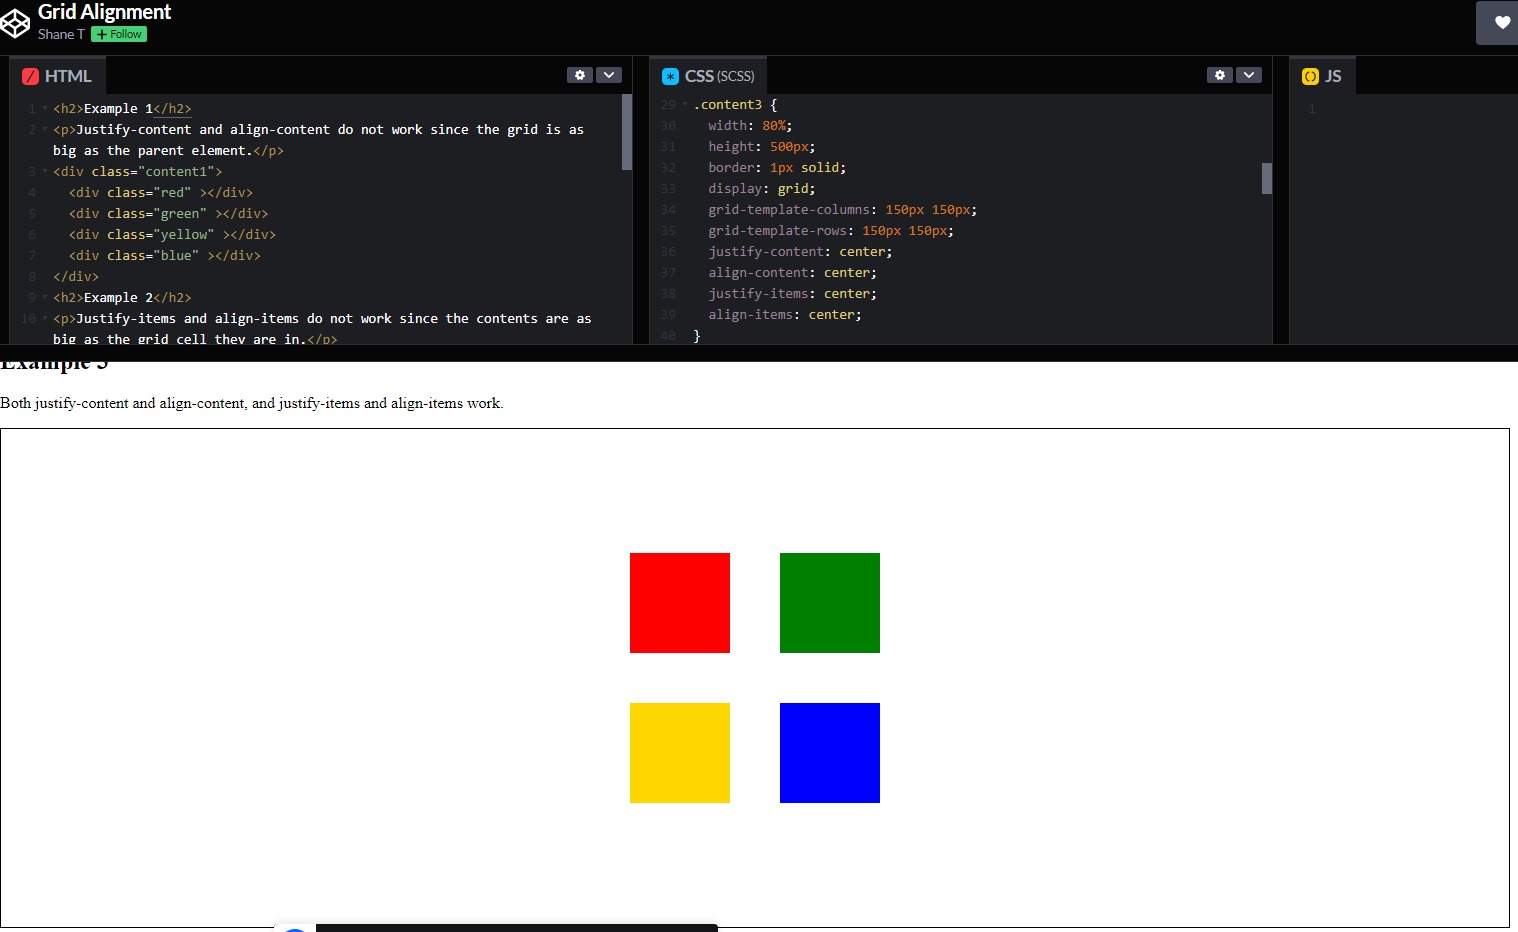 Grid Alignment
Shane T + Follow
HTML
1 <h2>Example 1</h2>
2 <p>Justify-content and align-content do not work since the grid is as
big as the parent element.</p>
3 <div class="content1">
4 <div class="red" ></div>
5 <div class="green" ></div>
6 <div class="yellow" ></div>
7 <div class="blue" ></div>
8 </div>
9 <h2>Example 2</h2>
10 <p>Justify-items and align-items do not work since the contents are as
big as the grid cell they are in.</p>
CSS (SCSS)
29 .content3 {
30 width: 80%;
31 height: 500px;
32 border: 1px solid;
33 display: grid;
34 grid-template-columns: 150px 150px;
35 grid-template-rows: 150px 150px;
36 justify-content: center;
37 align-content: center;
38 justify-items: center;
39 align-items: center;
40 }
JS
1
Example 3
Both justify-content and align-content, and justify-items and align-items work.